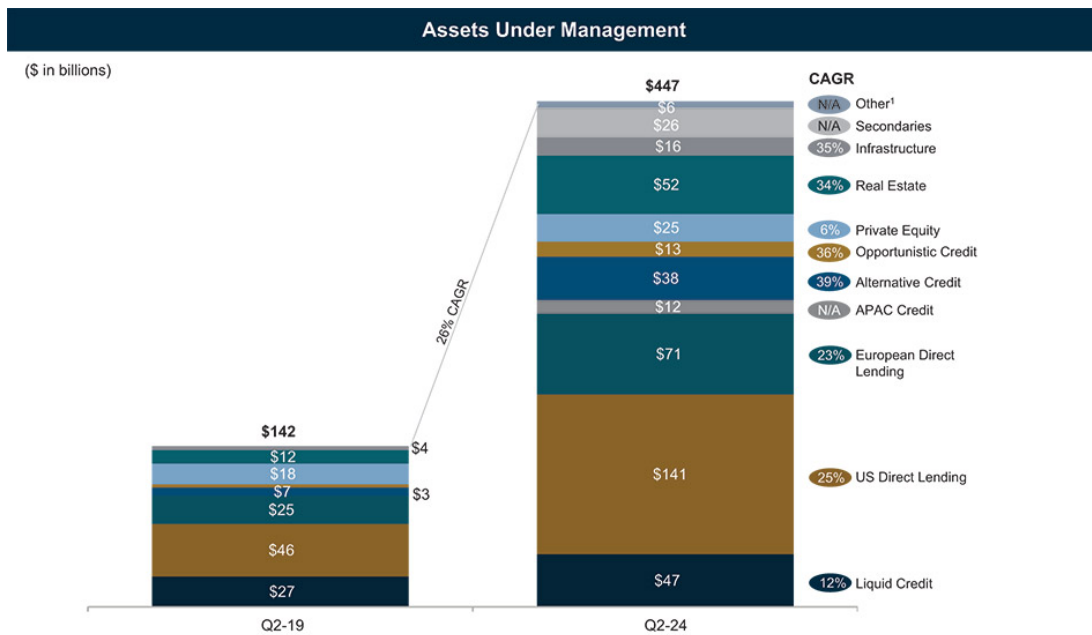 Assets Under Management
($ in billions)
$447
CAGR
$6
N/A Other¹
$26
N/A Secondaries
$16
35% Infrastructure
$52
34% Real Estate
$25
6% Private Equity
$13
36% Opportunistic Credit
$38
39% Alternative Credit
$12
N/A APAC Credit
26% CAGR
$71
23% European Direct
Lending
$142
$4
$12
$18
$7
$3
$25
$141
25% US Direct Lending
$46
$27
$47
12% Liquid Credit
Q2-19
Q2-24